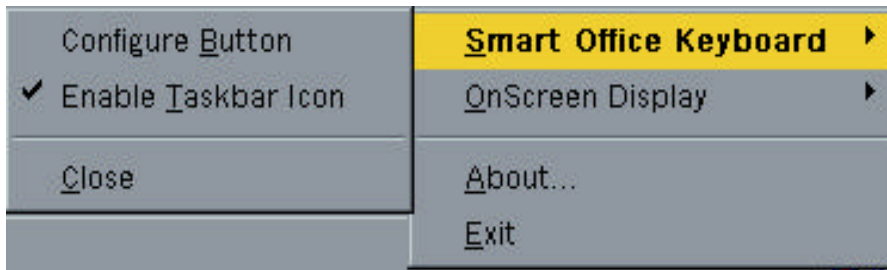 Configure Button
Enable Taskbar Icon
Close
Smart Office Keyboard
OnScreen Display
About...
Exit